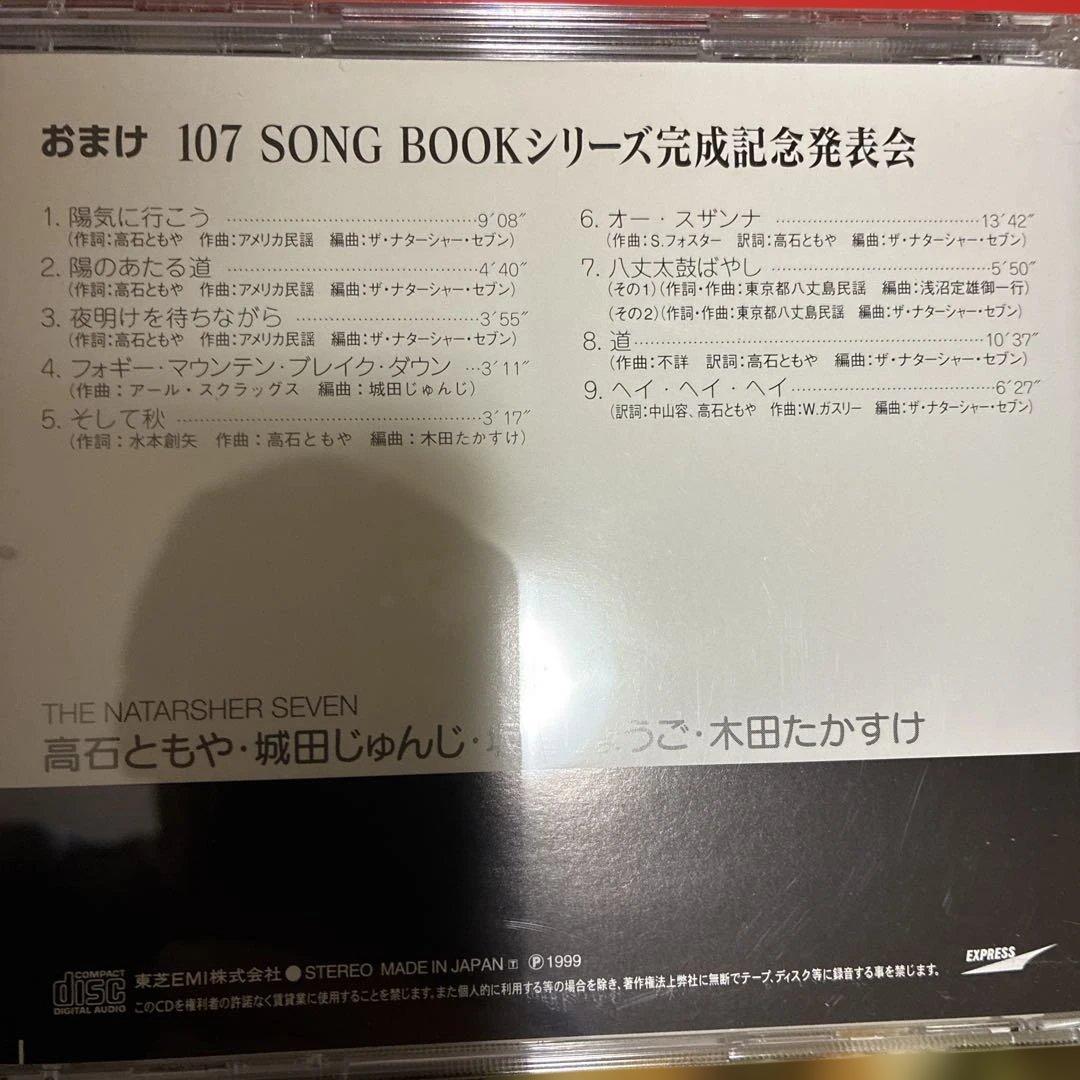 おまけ 107 SONG BOOKシリーズ完成記念発表会
1. 陽気に行こう ……9′08″
(作詞：高石ともや 作曲：アメリカ民謡 編曲：ザ・ナターシャー・セブン)
2. 陽のあたる道 ……4′40″
(作詞：高石ともや 作曲：アメリカ民謡 編曲：ザ・ナターシャー・セブン)
3. 夜明けを待ちながら ……3′55″
(作詞：高石ともや 作曲：アメリカ民謡 編曲：ザ・ナターシャー・セブン)
4. フォギー・マウンテン・ブレイク・ダウン …3′11″
(作曲：アール・スクラッグス 編曲：城田じゅんじ)
5. そして秋 ……3′17″
(作詞：水本創矢 作曲：高石ともや 編曲：木田たかすけ)
6. オー・スザンナ ……13′42″
(作曲：S.フォスター 訳詞：高石ともや 編曲：ザ・ナターシャー・セブン)
7. 八丈太鼓ばやし ……5′50″
(その1)(作詞・作曲：東京都八丈島民謡 編曲：浅沼定雄御一行)
(その2)(作詞・作曲：東京都八丈島民謡 編曲：ザ・ナターシャー・セブン)
8. 道 ……10′37″
(作曲：不詳 訳詞：高石ともや 編曲：ザ・ナターシャー・セブン)
9. ヘイ・ヘイ・ヘイ ……6′27″
(訳詞：中山容、高石ともや 作曲：W.ガスリー 編曲：ザ・ナターシャー・セブン)
THE NATARSHER SEVEN
高石ともや・城田じゅんじ・うご・木田たかすけ
COMPACT disc DIGITAL AUDIO
東芝EMI株式会社 ● STEREO MADE IN JAPAN T Ⓟ1999
このCDを権利者の許諾なく賃貸業に使用することを禁じます。また個人的に利用する等の場合を除き、著作権法上弊社に無断でテープ、ディスク等に録音する事を禁じます。
EXPRESS